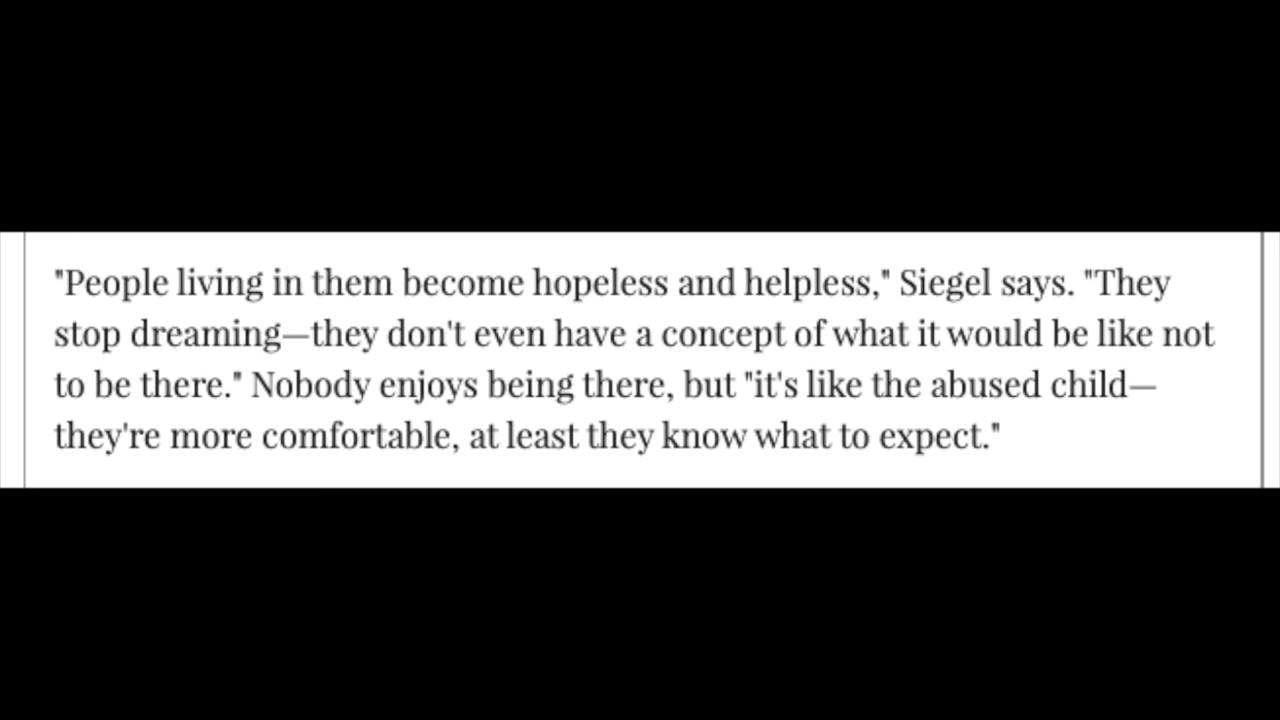 "People living in them become hopeless and helpless," Siegel says. "They
stop dreaming—they don't even have a concept of what it would be like not
to be there." Nobody enjoys being there, but "it's like the abused child—
they're more comfortable, at least they know what to expect."